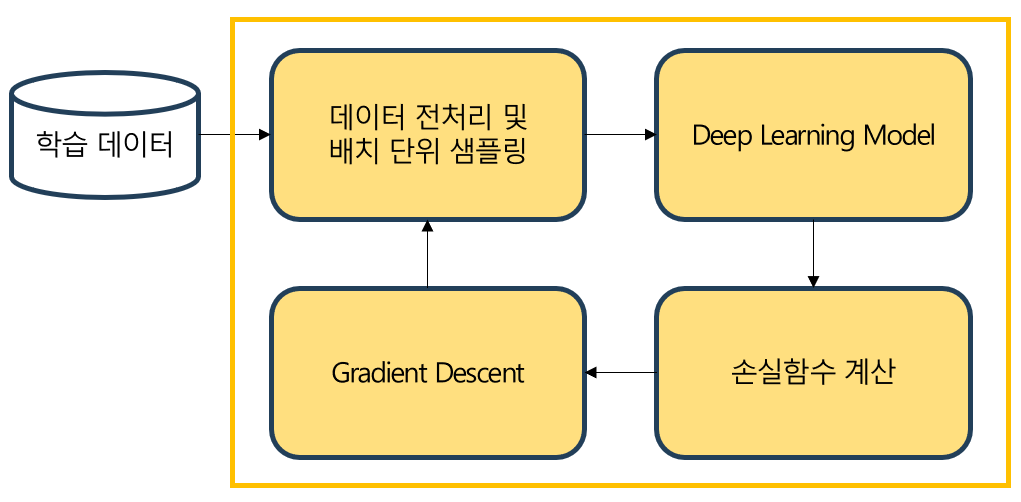 학습 데이터
데이터 전처리 및
배치 단위 샘플링
Deep Learning Model
Gradient Descent
손실함수 계산